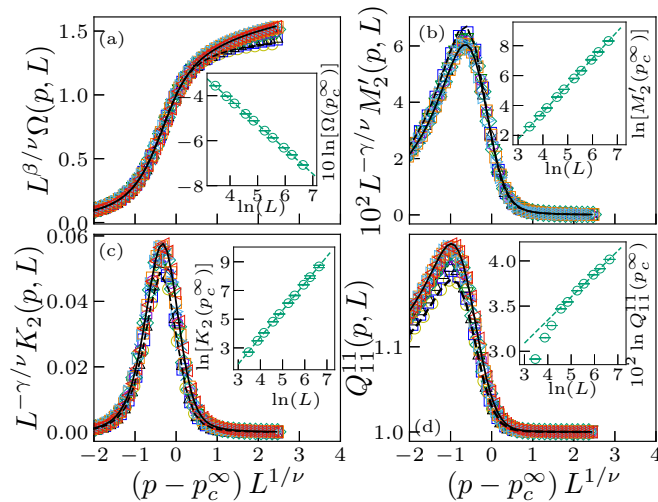 (a)
L^{β/ν}Ω(p, L)
1.5
1.0
0.5
0.0
10 ln[Ω(p_c^∞)]
−4
−6
−8
4 5 6 7
ln(L)
(b)
10^2 L^{−γ/ν} M_2′(p, L)
6
4
2
0
ln[M_2′(p_c^∞)]
8
6
4
2
3 4 5 6 7
ln(L)
(c)
L^{−γ/ν} K_2(p, L)
0.06
0.04
0.02
0.00
ln[K_2(p_c^∞)]
9
7
5
3
3 4 5 6 7
ln(L)
−2 −1 0 1 2 3 4
(p − p_c^∞) L^{1/ν}
(d)
Q_{11}^{11}(p, L)
1.1
1.0
10^2 ln Q_{11}^{11}(p_c^∞)
4.0
3.5
3.0
3 4 5 6 7
ln(L)
−2 −1 0 1 2 3 4
(p − p_c^∞) L^{1/ν}